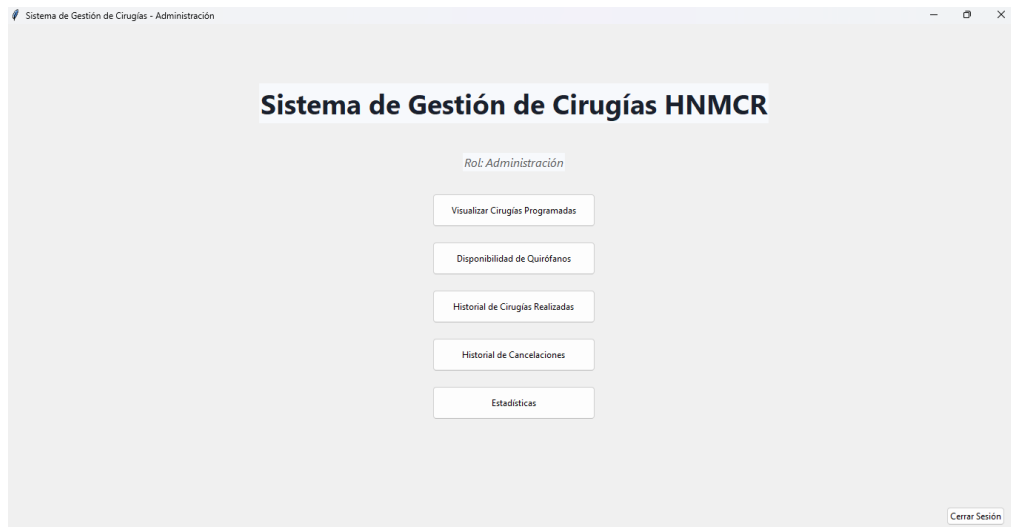 Sistema de Gestión de Cirugías - Administración
Sistema de Gestión de Cirugías HNMCR
Rol: Administración
Visualizar Cirugías Programadas
Disponibilidad de Quirófanos
Historial de Cirugías Realizadas
Historial de Cancelaciones
Estadísticas
Cerrar Sesión